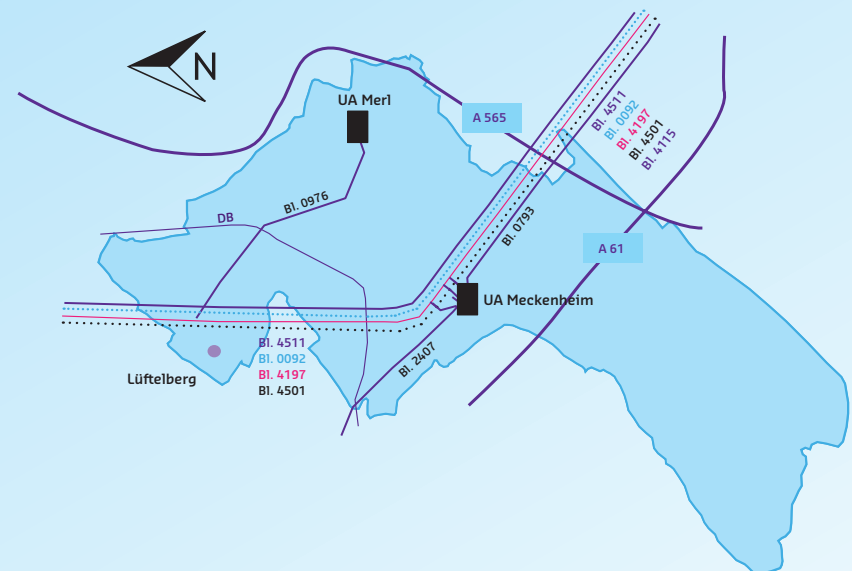 N
UA Merl
A 565
Bl. 4511
Bl. 0092
Bl. 4197
Bl. 4501
Bl. 4115
Bl. 0976
DB
Bl. 0793
A 61
UA Meckenheim
Bl. 4511
Bl. 0092
Bl. 4197
Bl. 4501
Bl. 2407
Lüftelberg